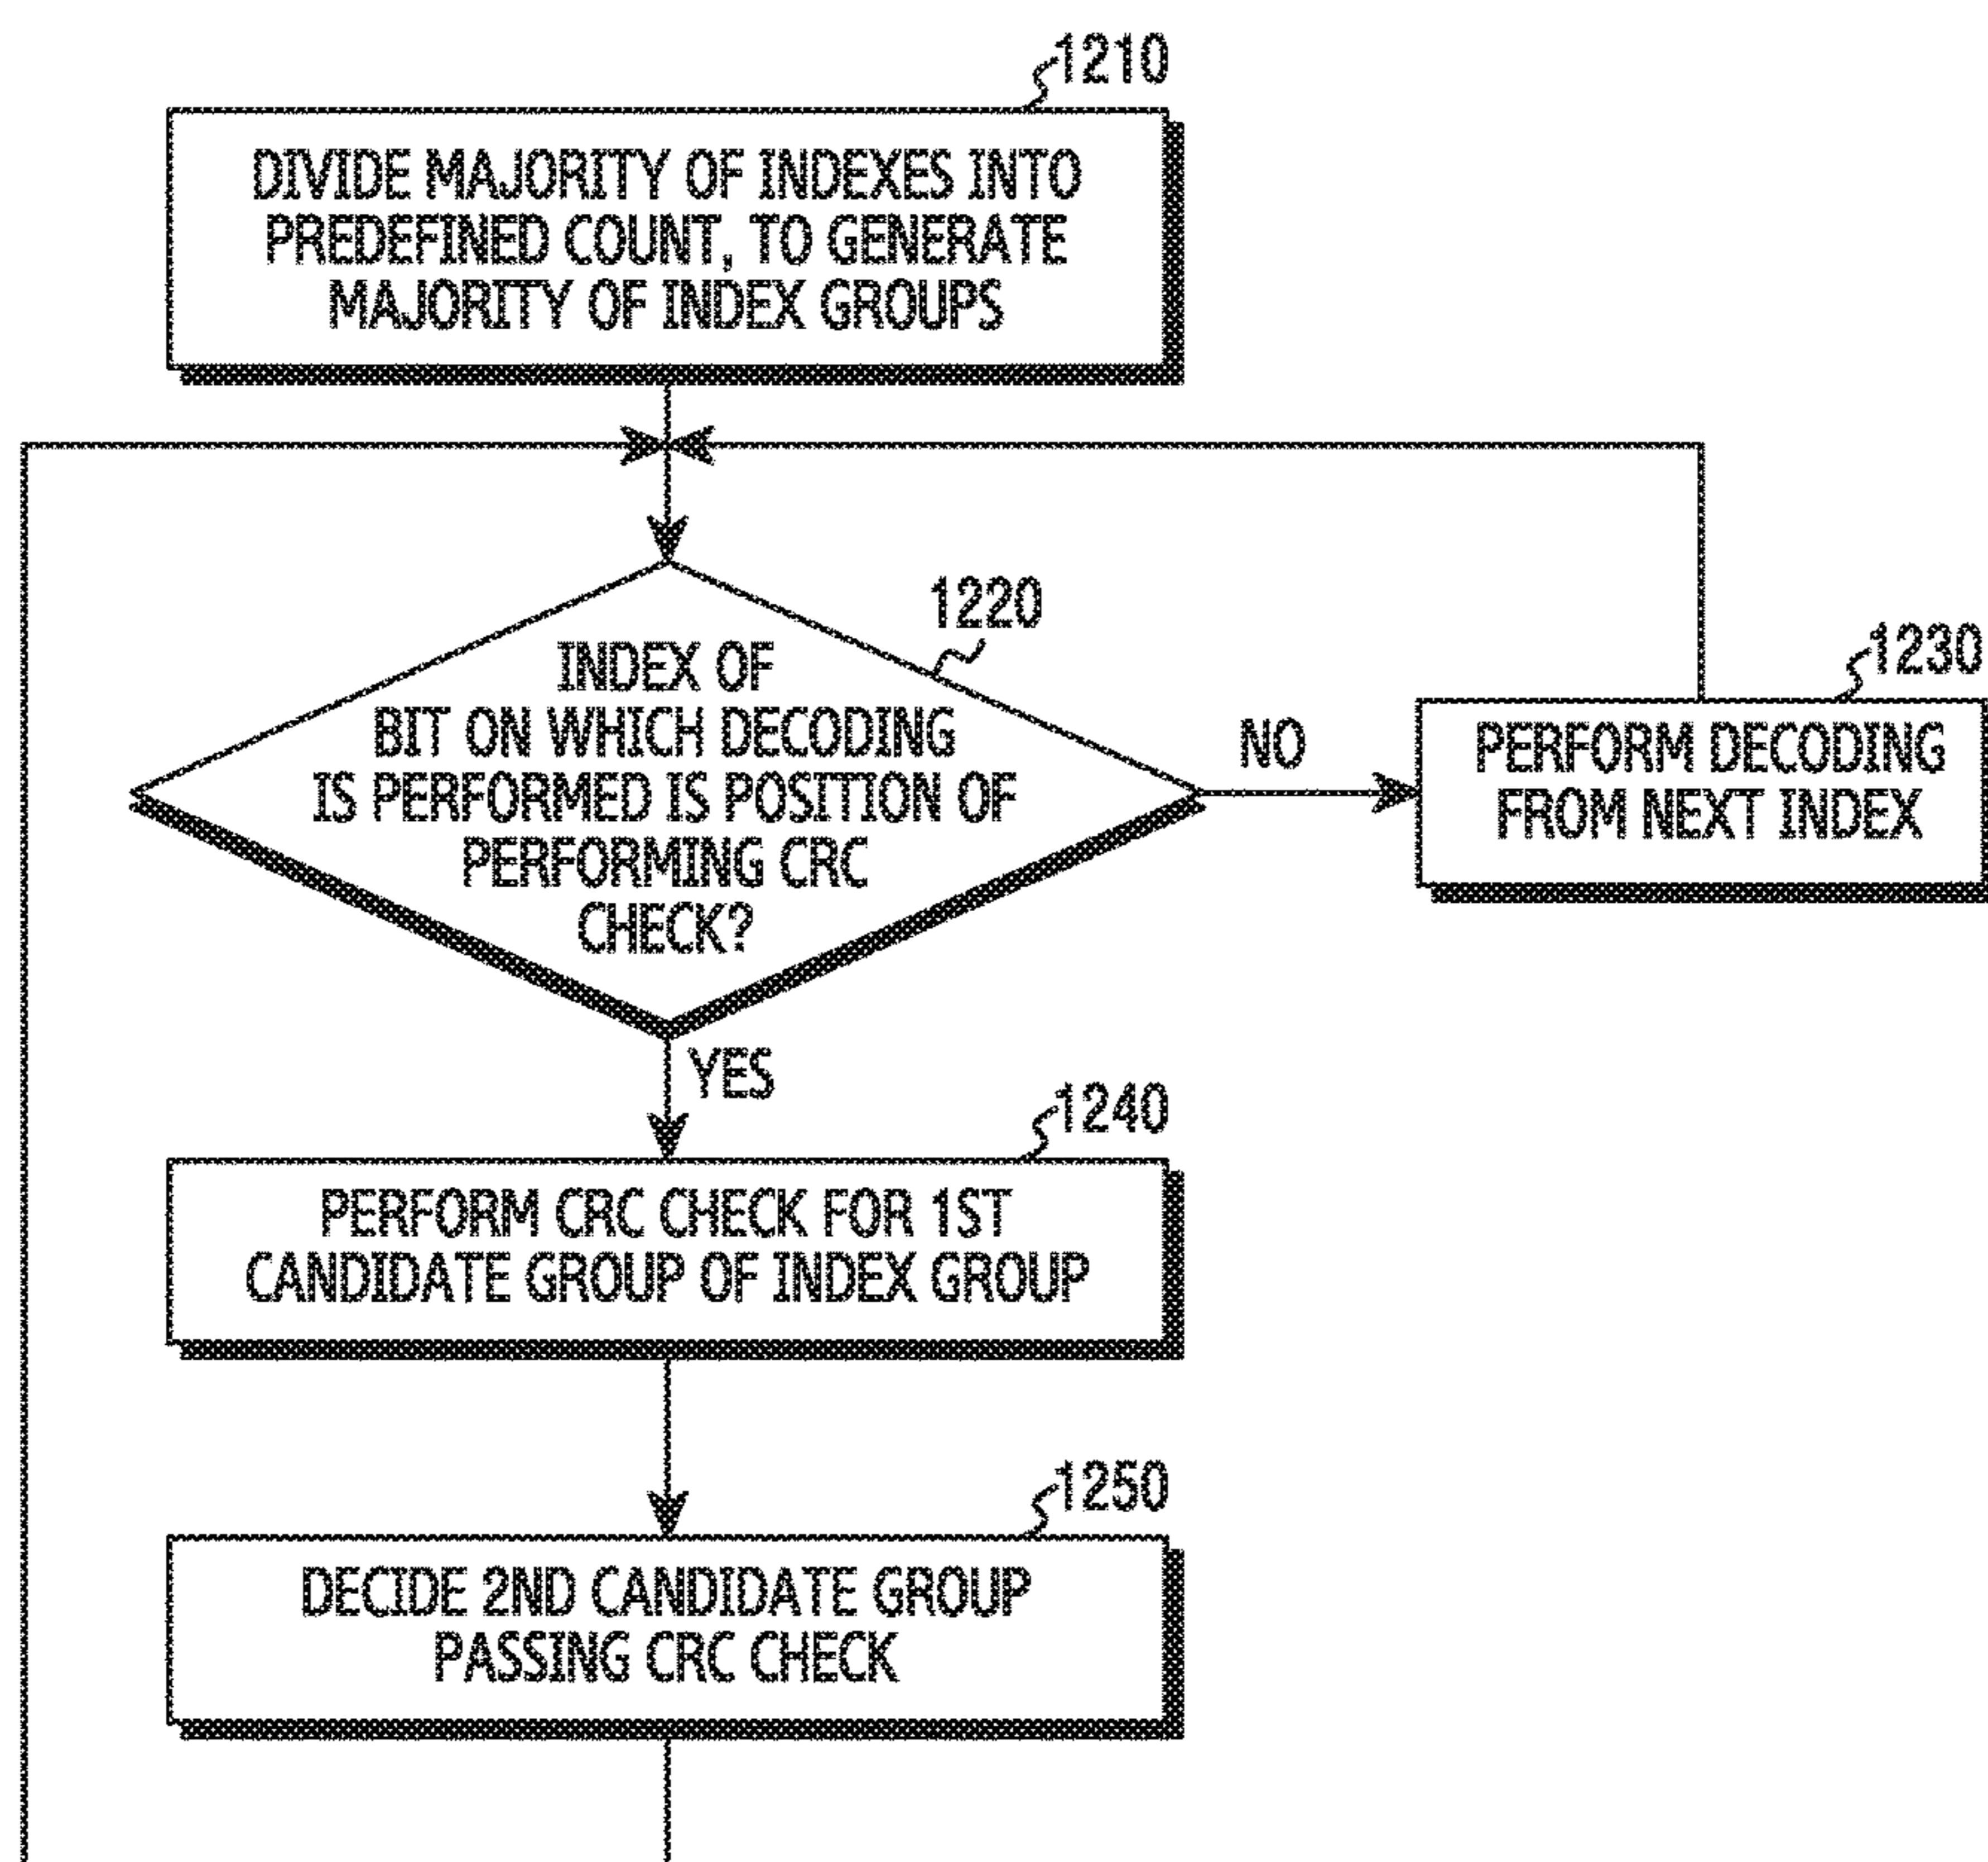 1210
DIVIDE MAJORITY OF INDEXES INTO
PREDEFINED COUNT, TO GENERATE
MAJORITY OF INDEX GROUPS
1220
INDEX OF
BIT ON WHICH DECODING
IS PERFORMED IS POSITION OF
PERFORMING CRC
CHECK?
NO
1230
PERFORM DECODING
FROM NEXT INDEX
YES
1240
PERFORM CRC CHECK FOR 1ST
CANDIDATE GROUP OF INDEX GROUP
1250
DECIDE 2ND CANDIDATE GROUP
PASSING CRC CHECK